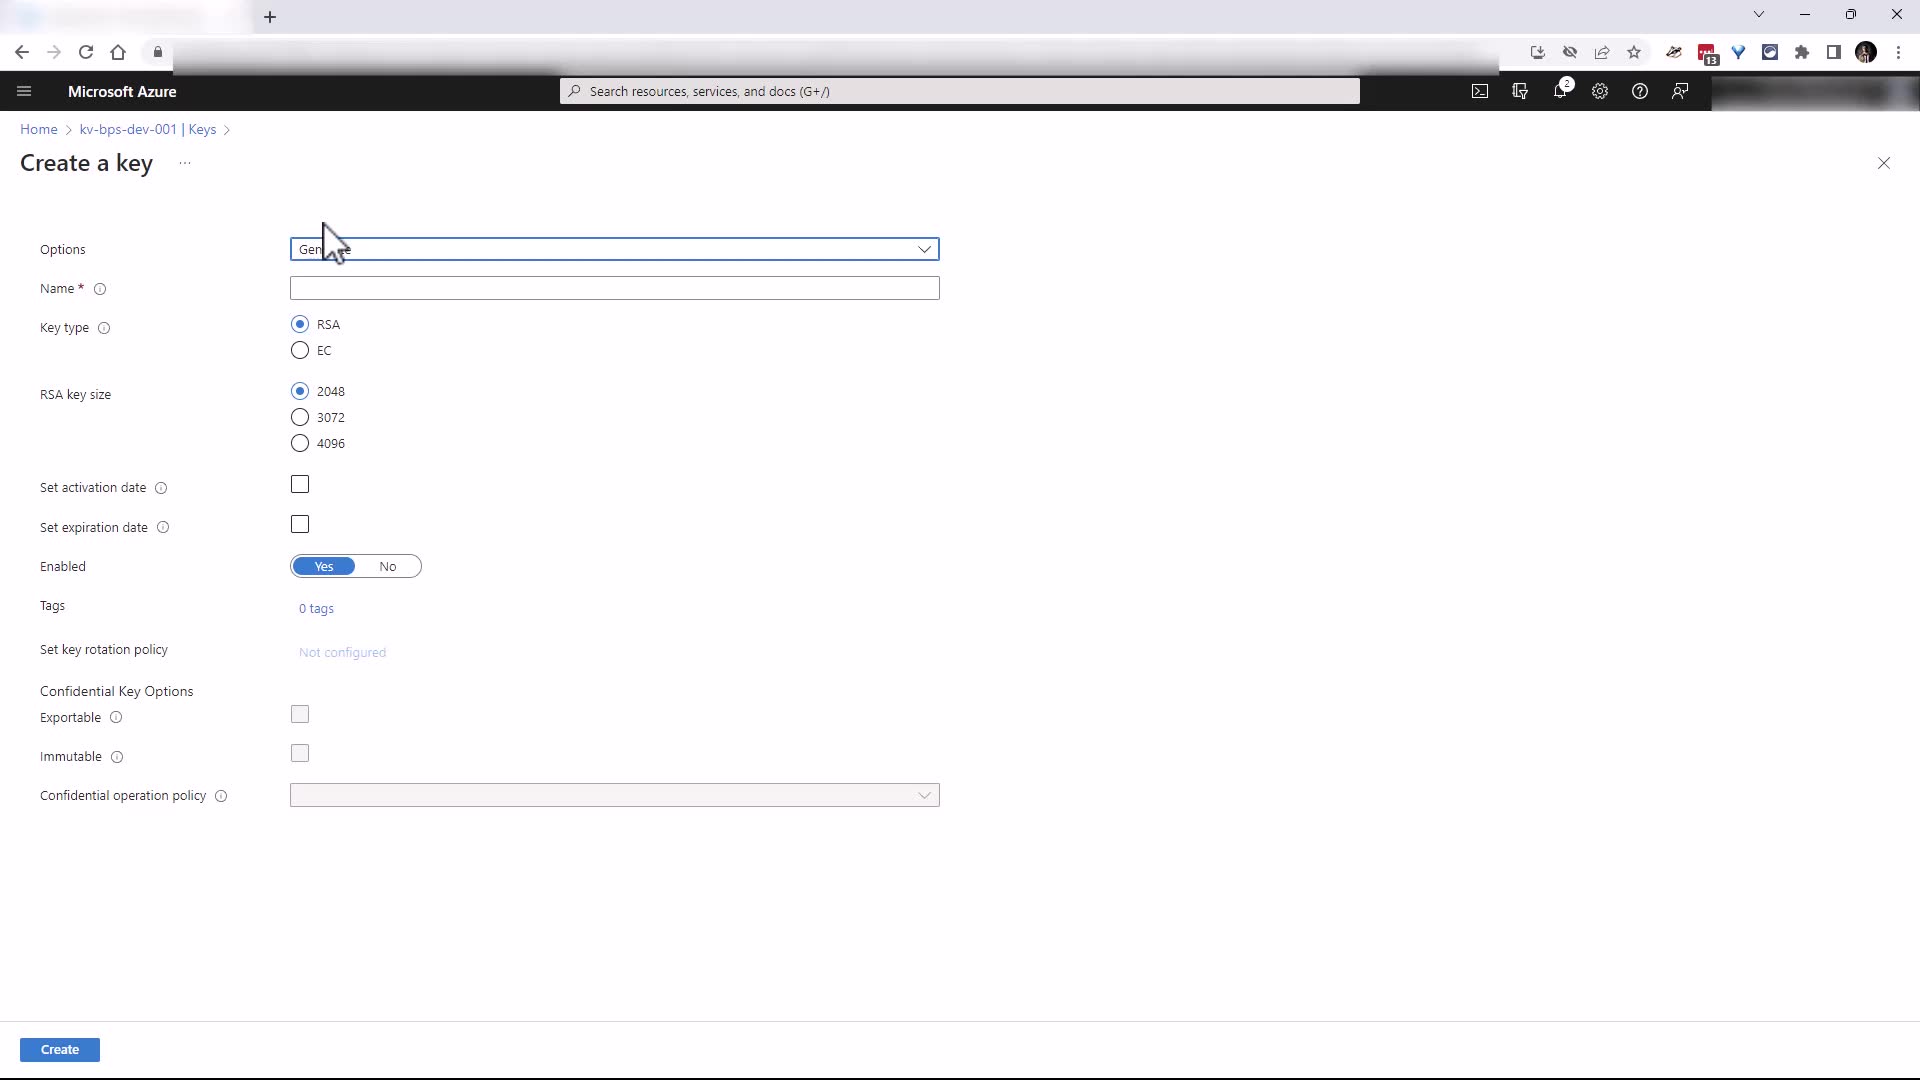 Microsoft Azure
Search resources, services, and docs (G+/)
2
13
Home > kv-bps-dev-001 | Keys >
Create a key ...
Options
Name *
Key type
RSA
EC
RSA key size
2048
3072
4096
Set activation date
Set expiration date
Enabled
Yes No
Tags
0 tags
Set key rotation policy
Not configured
Confidential Key Options
Exportable
Immutable
Confidential operation policy
Create